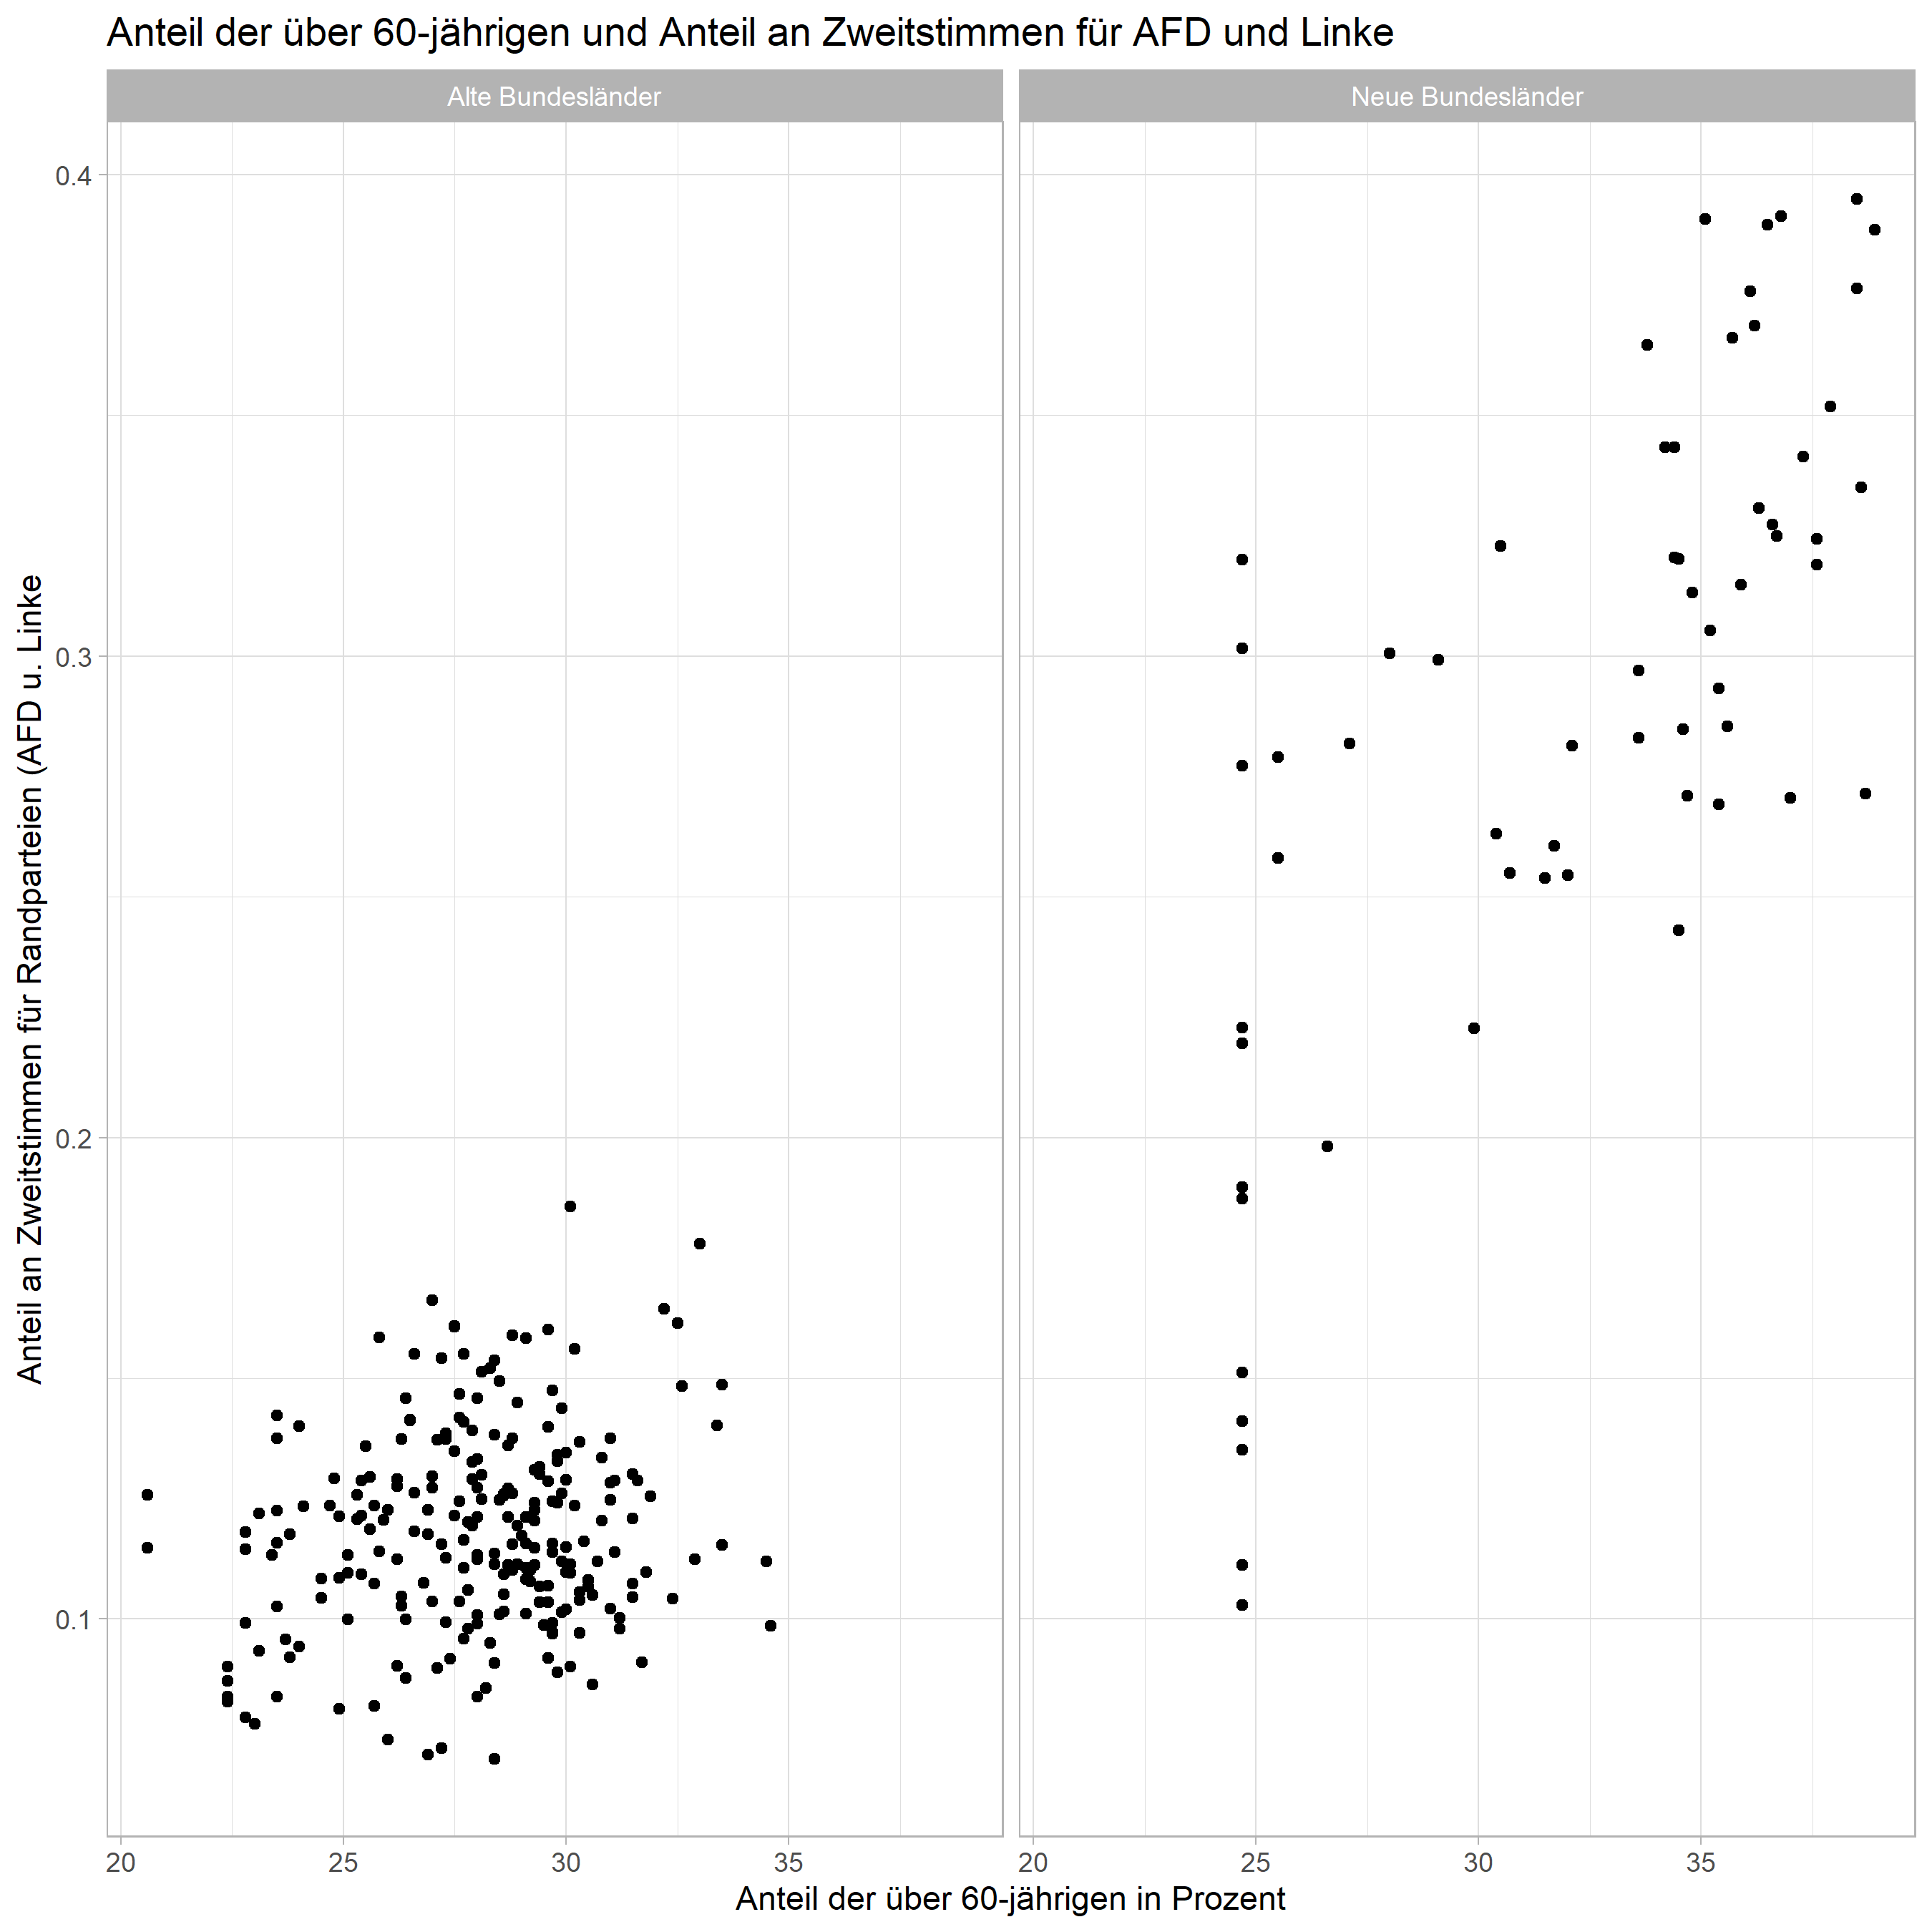 Anteil der über 60-jährigen und Anteil an Zweitstimmen für AFD und Linke
Alte Bundesländer
Neue Bundesländer
Anteil an Zweitstimmen für Randparteien (AFD u. Linke
0.4
0.3
0.2
0.1
20 25 30 35
20 25 30 35
Anteil der über 60-jährigen in Prozent